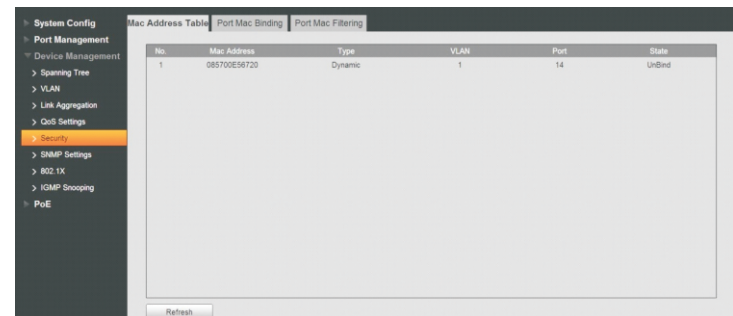 System Config
Port Management
Device Management
Spanning Tree
VLAN
Link Aggregation
QoS Settings
Security
SNMP Settings
802.1X
IGMP Snooping
PoE
Mac Address Table Port Mac Binding Port Mac Filtering
No. Mac Address Type VLAN Port State
1 085700E56720 Dynamic 1 14 UnBind
Refresh